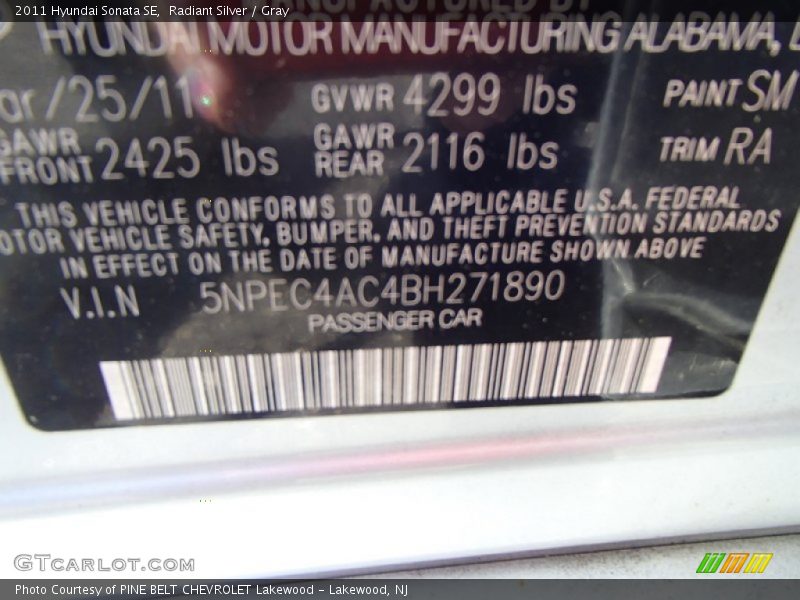 2011 Hyundai Sonata SE, Radiant Silver / Gray
HYUNDAI MOTOR MANUFACTURING ALABAMA,
/25/11 GVWR 4299 lbs PAINT SM
GAWR FRONT 2425 lbs GAWR REAR 2116 lbs TRIM RA
THIS VEHICLE CONFORMS TO ALL APPLICABLE U.S.A. FEDERAL
OTOR VEHICLE SAFETY, BUMPER, AND THEFT PREVENTION STANDARDS
IN EFFECT ON THE DATE OF MANUFACTURE SHOWN ABOVE
V.I.N 5NPEC4AC4BH271890
PASSENGER CAR
GTCARLOT.COM
Photo Courtesy of PINE BELT CHEVROLET Lakewood - Lakewood, NJ